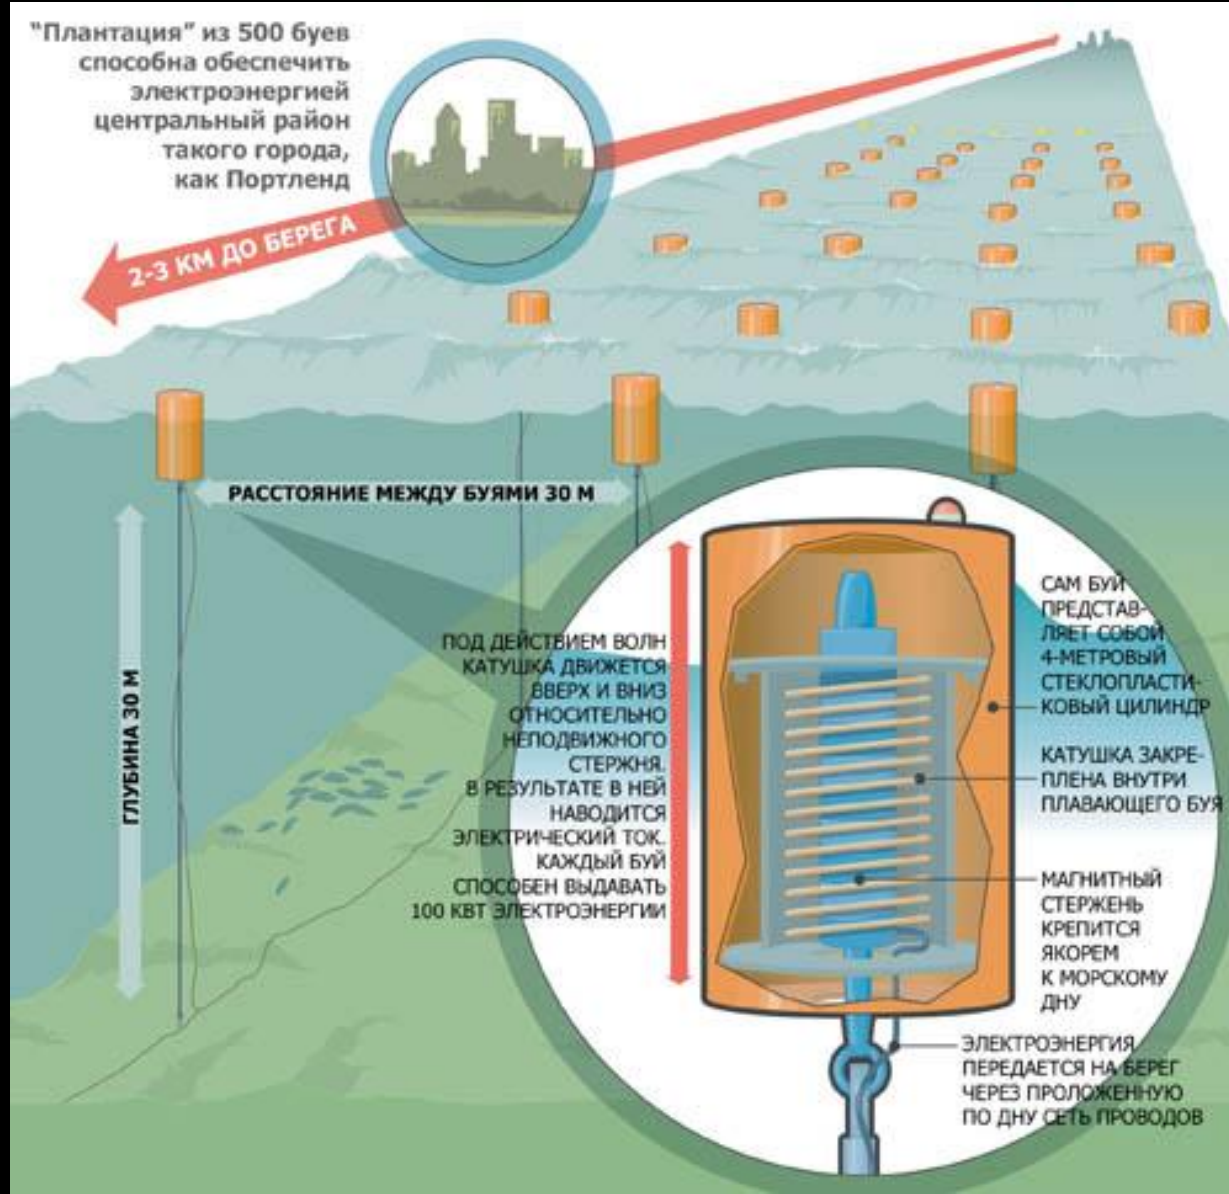 "Плантация" из 500 буев
способна обеспечить
электроэнергией
центральный район
такого города,
как Портленд
2-3 КМ ДО БЕРЕГА
РАССТОЯНИЕ МЕЖДУ БУЯМИ 30 М
ГЛУБИНА 30 М
ПОД ДЕЙСТВИЕМ ВОЛН
КАТУШКА ДВИЖЕТСЯ
ВВЕРХ И ВНИЗ
ОТНОСИТЕЛЬНО
НЕПОДВИЖНОГО
СТЕРЖНЯ.
В РЕЗУЛЬТАТЕ В НЕЙ
НАВОДИТСЯ
ЭЛЕКТРИЧЕСКИЙ ТОК.
КАЖДЫЙ БУЙ
СПОСОБЕН ВЫДАВАТЬ
100 КВТ ЭЛЕКТРОЭНЕРГИИ
САМ БУЙ
ПРЕДСТАВ-
ЛЯЕТ СОБОЙ
4-МЕТРОВЫЙ
СТЕКЛОПЛАСТИ-
КОВЫЙ ЦИЛИНДР
КАТУШКА ЗАКРЕ-
ПЛЕНА ВНУТРИ
ПЛАВАЮЩЕГО БУЯ
МАГНИТНЫЙ
СТЕРЖЕНЬ
КРЕПИТСЯ
ЯКОРЕМ
К МОРСКОМУ
ДНУ
ЭЛЕКТРОЭНЕРГИЯ
ПЕРЕДАЕТСЯ НА БЕРЕГ
ЧЕРЕЗ ПРОЛОЖЕННУЮ
ПО ДНУ СЕТЬ ПРОВОДОВ